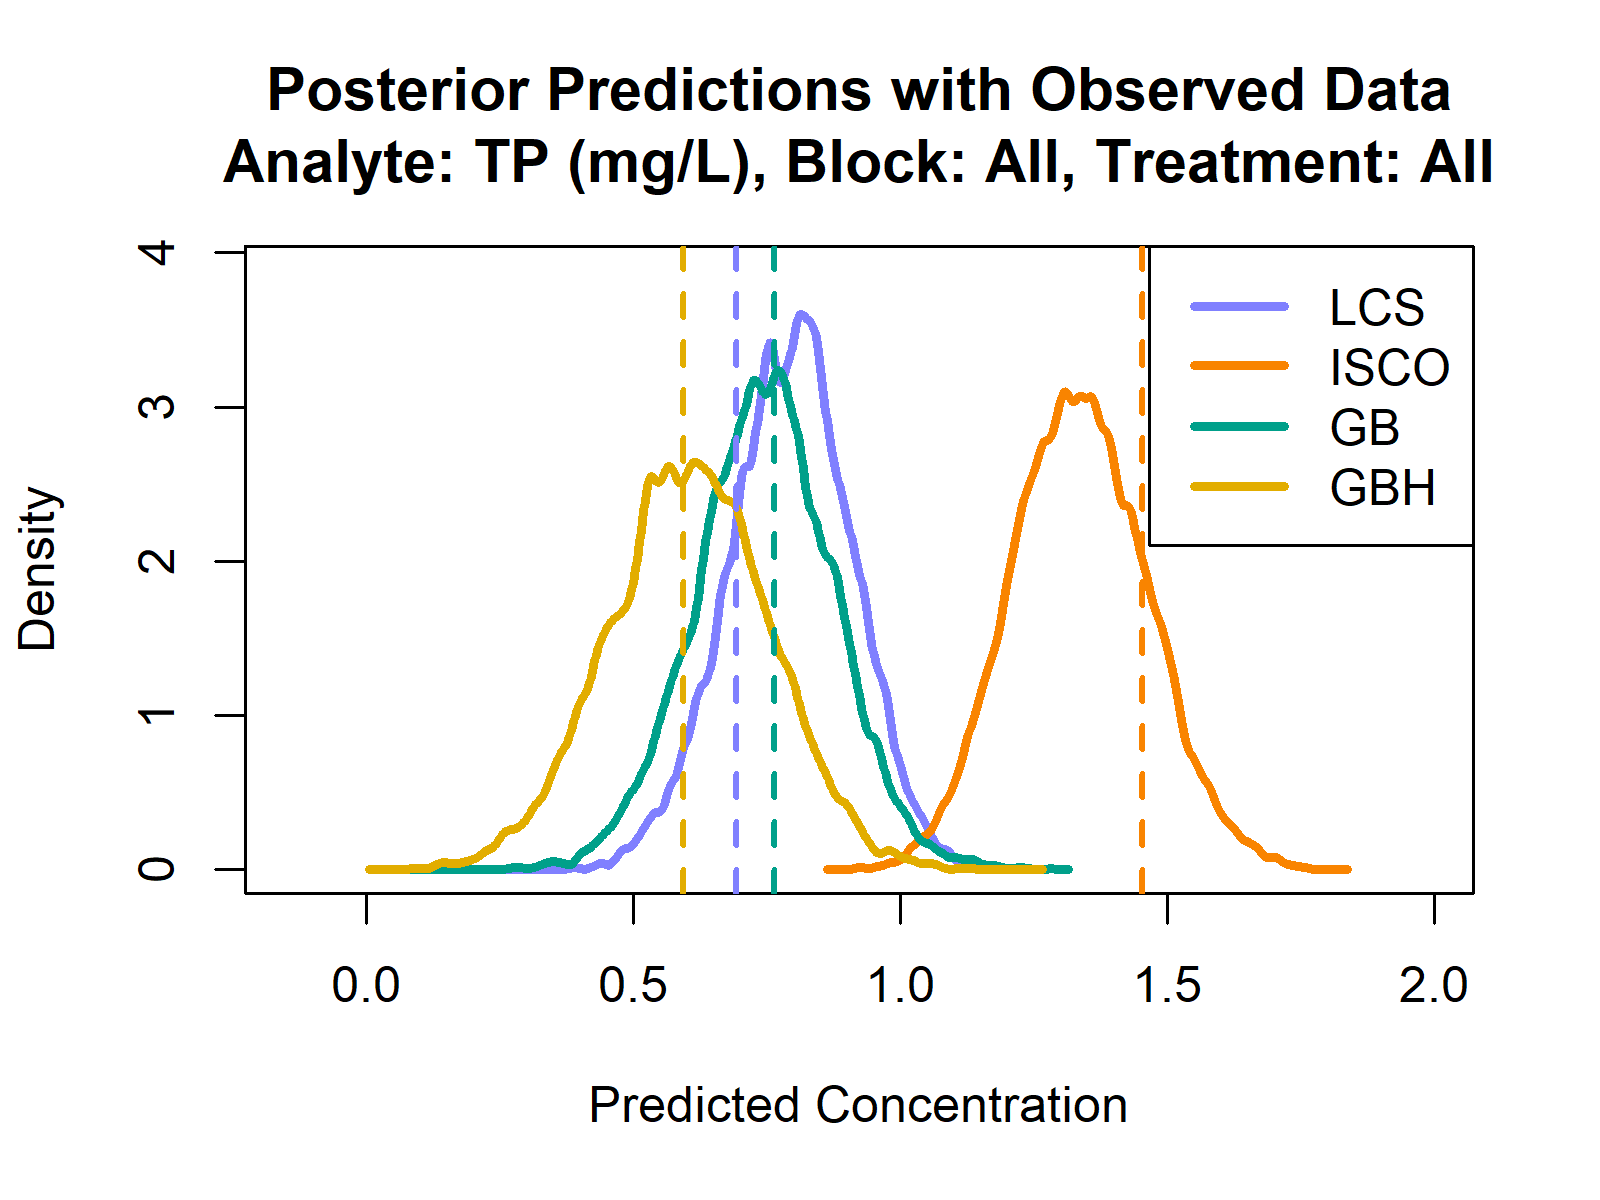 Posterior Predictions with Observed Data
Analyte: TP (mg/L), Block: All, Treatment: All
4
3
2
1
0
Density
LCS
ISCO
GB
GBH
0.0 0.5 1.0 1.5 2.0
Predicted Concentration